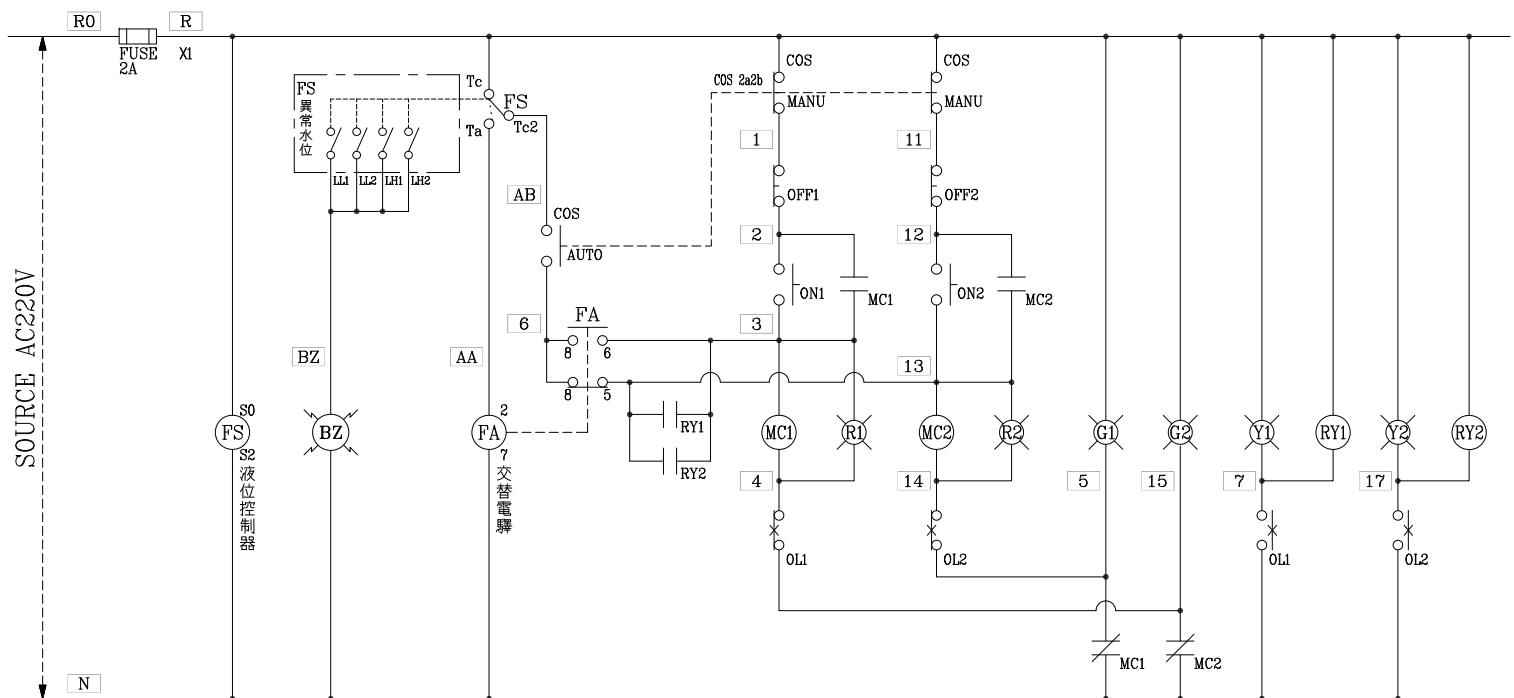 R0
R
FUSE
2A
X1
SOURCE AC220V
N
FS
異常水位
LL1
LL2
LH1
LH2
Tc
FS
Ta
Tc2
AB
COS
AUTO
COS 2a2b
COS
MANU
COS
MANU
1
11
OFF1
OFF2
2
12
ON1
MC1
ON2
MC2
6
FA
8
6
3
8
5
13
BZ
AA
RY1
RY2
S0
FS
S2
液位控制器
BZ
2
FA
7
交替電驛
MC1
R1
MC2
R2
G1
G2
Y1
RY1
Y2
RY2
4
14
5
15
7
17
OL1
OL2
OL1
OL2
MC1
MC2